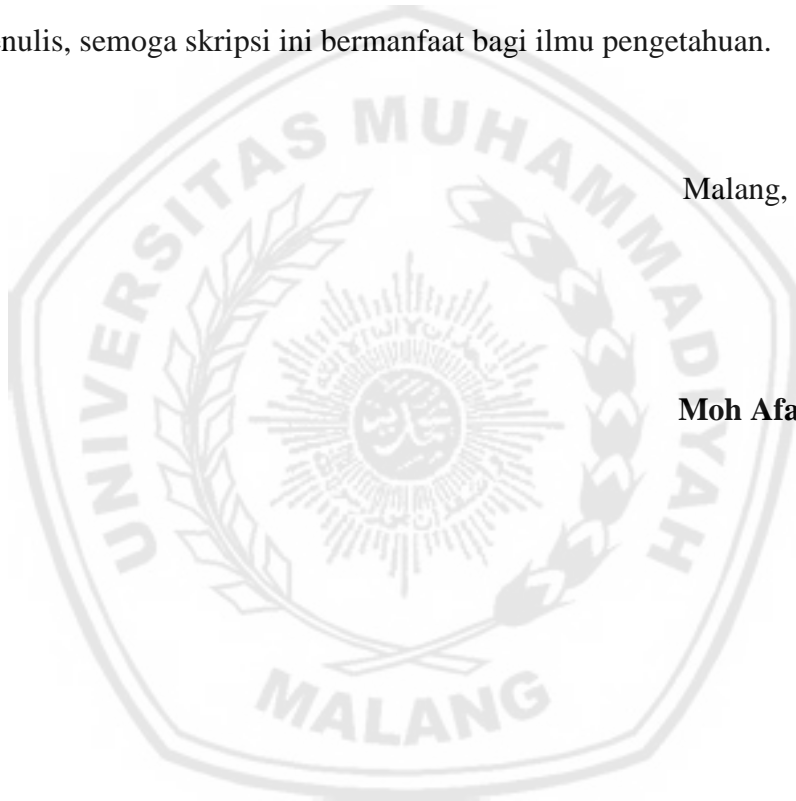 nulis, semoga skripsi ini bermanfaat bagi ilmu pengetahuan.
UNIVERSITAS MUHAMMADIYAH
Malang,
Moh Afa
MALANG